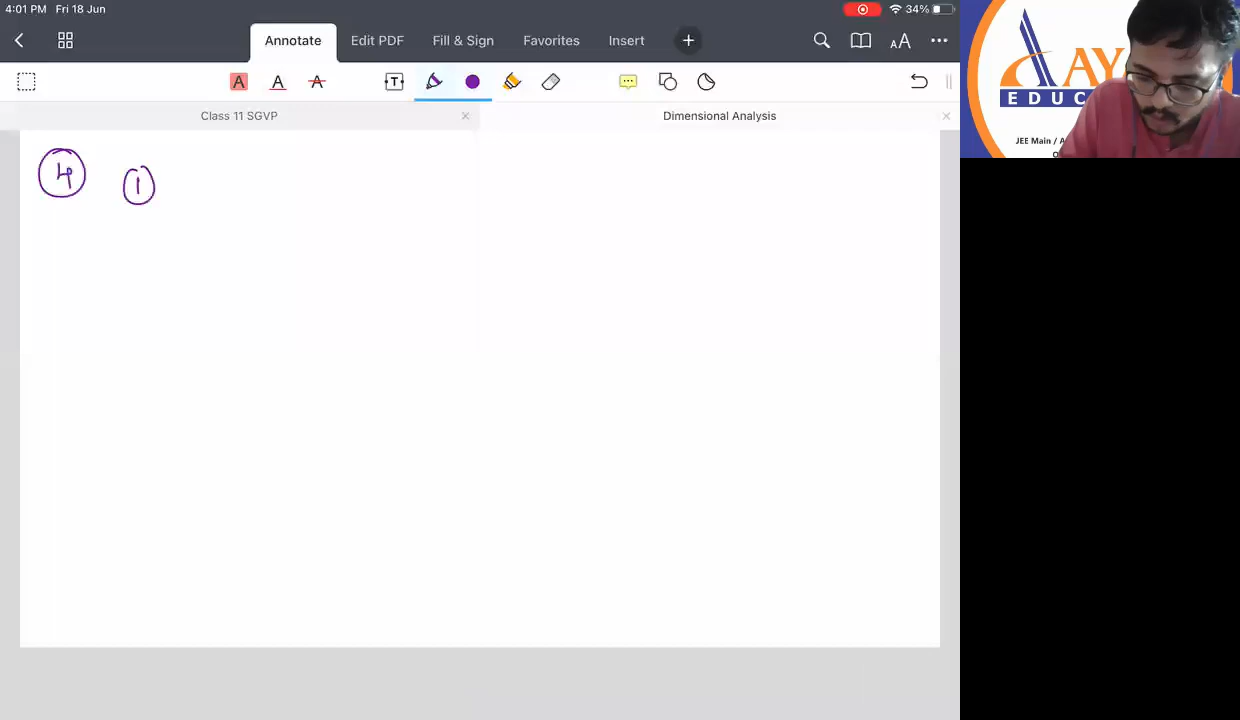 4:01 PM Fri 18 Jun
34%
Annotate Edit PDF Fill & Sign Favorites Insert
A A A T
Class 11 SGVP
Dimensional Analysis
4 1
AY
EDUC
JEE Main / A